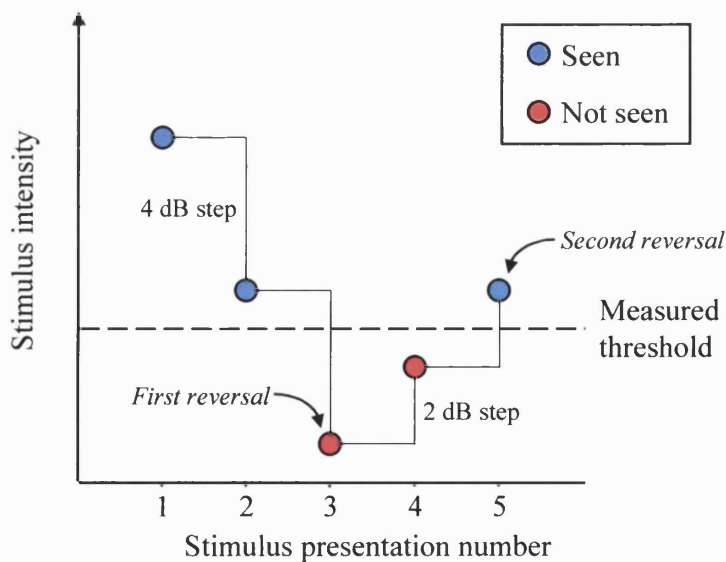 Seen
Not seen
4 dB step
Second reversal
Measured
threshold
First reversal
2 dB step
Stimulus intensity
1 2 3 4 5
Stimulus presentation number